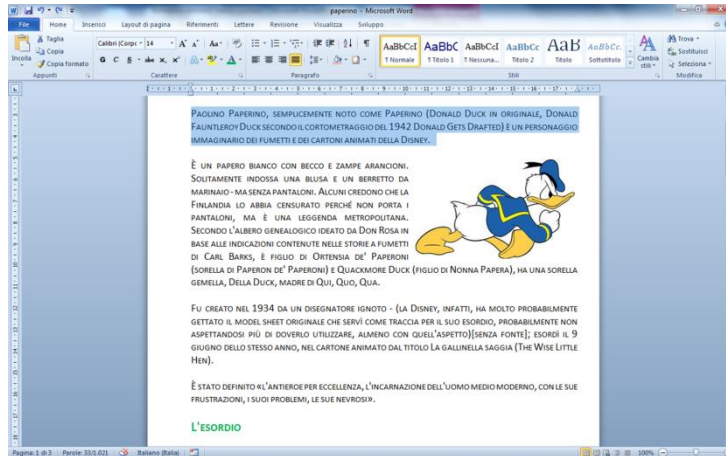 paperino - Microsoft Word
File Home Inserisci Layout di pagina Riferimenti Lettere Revisione Visualizza Sviluppo
Incolla
Taglia
Copia
Copia formato
Appunti
Calibri (Corpo 14
G C S abc x, x²
Carattere
Paragrafo
AaBbCcI AaBbC AaBbCcI AaBbCc AaB AaBbCc.
¶ Normale ¶ Titolo 1 ¶ Nessuna... Titolo 2 Titolo Sottotitolo
Stili
Cambia stili
Trova
Sostituisci
Seleziona
Modifica
PAOLINO PAPERINO, SEMPLICEMENTE NOTO COME PAPERINO (DONALD DUCK IN ORIGINALE, DONALD
FAUNTLEROY DUCK SECONDO IL CORTOMETRAGGIO DEL 1942 DONALD GETS DRAFTED) È UN PERSONAGGIO
IMMAGINARIO DEI FUMETTI E DEI CARTONI ANIMATI DELLA DISNEY.
È UN PAPERO BIANCO CON BECCO E ZAMPE ARANCIONI.
SOLITAMENTE INDOSSA UNA BLUSA E UN BERRETTO DA
MARINAIO - MA SENZA PANTALONI. ALCUNI CREDONO CHE LA
FINLANDIA LO ABBIA CENSURATO PERCHÉ NON PORTA I
PANTALONI, MA È UNA LEGGENDA METROPOLITANA.
SECONDO L'ALBERO GENEALOGICO IDEATO DA DON ROSA IN
BASE ALLE INDICAZIONI CONTENUTE NELLE STORIE A FUMETTI
DI CARL BARKS, È FIGLIO DI ORTENSIA DE' PAPERONI
(SORELLA DI PAPERON DE' PAPERONI) E QUACKMORE DUCK (FIGLIO DI NONNA PAPERA), HA UNA SORELLA
GEMELLA, DELLA DUCK, MADRE DI QUI, QUO, QUA.
FU CREATO NEL 1934 DA UN DISEGNATORE IGNOTO - (LA DISNEY, INFATTI, HA MOLTO PROBABILMENTE
GETTATO IL MODEL SHEET ORIGINALE CHE SERVÌ COME TRACCIA PER IL SUO ESORDIO, PROBABILMENTE NON
ASPETTANDOSI PIÙ DI DOVERLO UTILIZZARE, ALMENO CON QUELL'ASPETTO)[SENZA FONTE]; ESORDÌ IL 9
GIUGNO DELLO STESSO ANNO, NEL CARTONE ANIMATO DAL TITOLO LA GALLINELLA SAGGIA (THE WISE LITTLE
HEN).
È STATO DEFINITO «L'ANTIEROE PER ECCELLENZA, L'INCARNAZIONE DELL'UOMO MEDIO MODERNO, CON LE SUE
FRUSTRAZIONI, I SUOI PROBLEMI, LE SUE NEVROSI».
L'ESORDIO
Pagina: 1 di 3 Parole: 33/1.021 Italiano (Italia) 100%